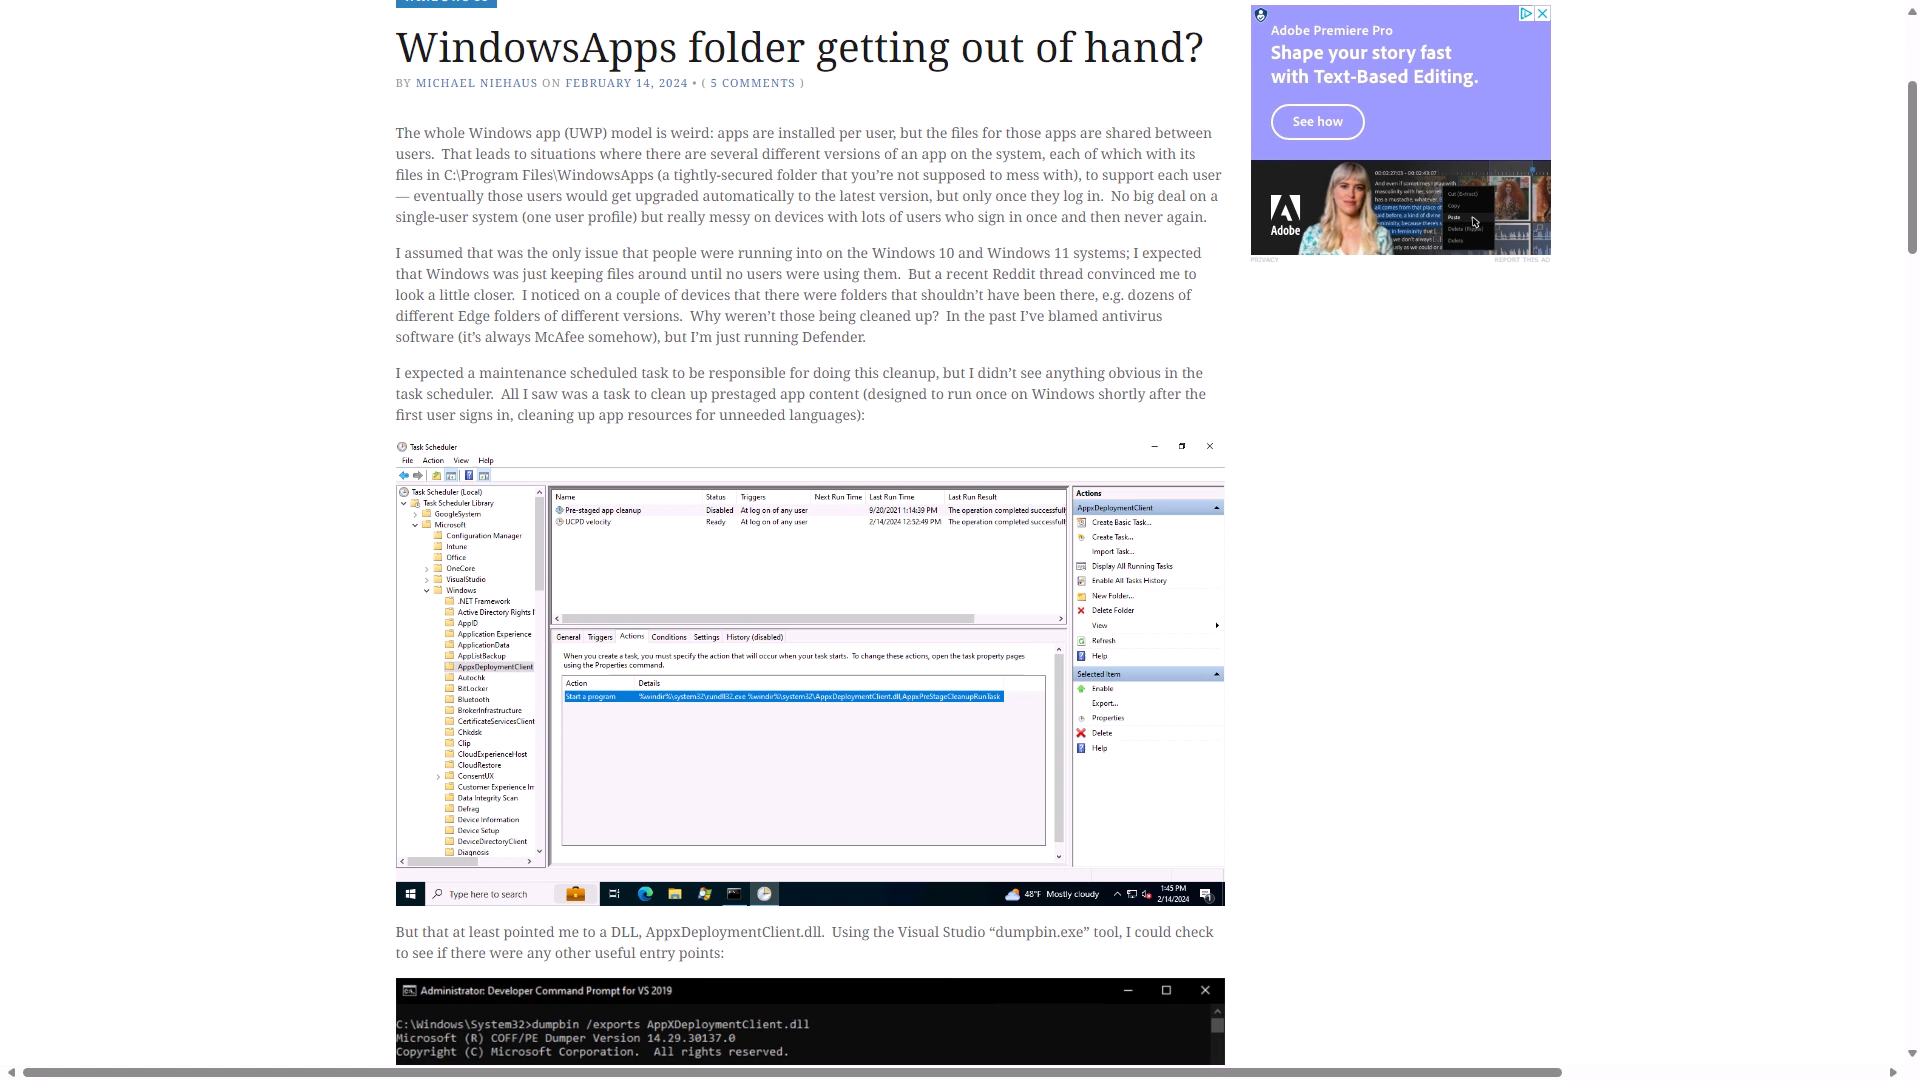 WindowsApps folder getting out of hand?
BY MICHAEL NIEHAUS ON FEBRUARY 14, 2024 • ( 5 COMMENTS )
The whole Windows app (UWP) model is weird: apps are installed per user, but the files for those apps are shared between
users.  That leads to situations where there are several different versions of an app on the system, each of which with its
files in C:\Program Files\WindowsApps (a tightly-secured folder that you’re not supposed to mess with), to support each user
— eventually those users would get upgraded automatically to the latest version, but only once they log in.  No big deal on a
single-user system (one user profile) but really messy on devices with lots of users who sign in once and then never again.
I assumed that was the only issue that people were running into on the Windows 10 and Windows 11 systems; I expected
that Windows was just keeping files around until no users were using them.  But a recent Reddit thread convinced me to
look a little closer.  I noticed on a couple of devices that there were folders that shouldn’t have been there, e.g. dozens of
different Edge folders of different versions.  Why weren’t those being cleaned up?  In the past I’ve blamed antivirus
software (it’s always McAfee somehow), but I’m just running Defender.
I expected a maintenance scheduled task to be responsible for doing this cleanup, but I didn’t see anything obvious in the
task scheduler.  All I saw was a task to clean up prestaged app content (designed to run once on Windows shortly after the
first user signs in, cleaning up app resources for unneeded languages):
Task Scheduler
File Action View Help
Task Scheduler (Local)
Task Scheduler Library
GoogleSystem
Microsoft
Configuration Manager
Intune
Office
OneCore
VisualStudio
Windows
.NET Framework
Active Directory Rights
AppID
Application Experience
ApplicationData
AppListBackup
AppxDeploymentClient
Autochk
BitLocker
Bluetooth
BrokerInfrastructure
CertificateServicesClient
Chkdsk
Clip
CloudExperienceHost
CloudRestore
ConsentUX
Customer Experience In
Data Integrity Scan
Defrag
Device Information
Device Setup
DeviceDirectoryClient
Diagnosis
Name Status Triggers Next Run Time Last Run Time Last Run Result
Pre-staged app cleanup Disabled At log on of any user 9/20/2021 1:14:39 PM The operation completed successfull
UCPD velocity Ready At log on of any user 2/14/2024 12:52:49 PM The operation completed successfull
General Triggers Actions Conditions Settings History (disabled)
When you create a task, you must specify the action that will occur when your task starts.  To change these actions, open the task property pages
using the Properties command.
Action Details
Start a program %windir%\system32\rundll32.exe %windir%\system32\AppxDeploymentClient.dll,AppxPreStageCleanupRunTask
Actions
AppxDeploymentClient
Create Basic Task...
Create Task...
Import Task...
Display All Running Tasks
Enable All Tasks History
New Folder...
Delete Folder
View
Refresh
Help
Selected Item
Enable
Export...
Properties
Delete
Help
Type here to search
48°F Mostly cloudy
1:45 PM
2/14/2024
But that at least pointed me to a DLL, AppxDeploymentClient.dll.  Using the Visual Studio “dumpbin.exe” tool, I could check
to see if there were any other useful entry points:
Administrator: Developer Command Prompt for VS 2019
C:\Windows\System32>dumpbin /exports AppXDeploymentClient.dll
Microsoft (R) COFF/PE Dumper Version 14.29.30137.0
Copyright (C) Microsoft Corporation.  All rights reserved.
Adobe Premiere Pro
Shape your story fast
with Text-Based Editing.
See how
Adobe
Cut (Extract)
Copy
Paste
Delete
PRIVACY
REPORT THIS AD